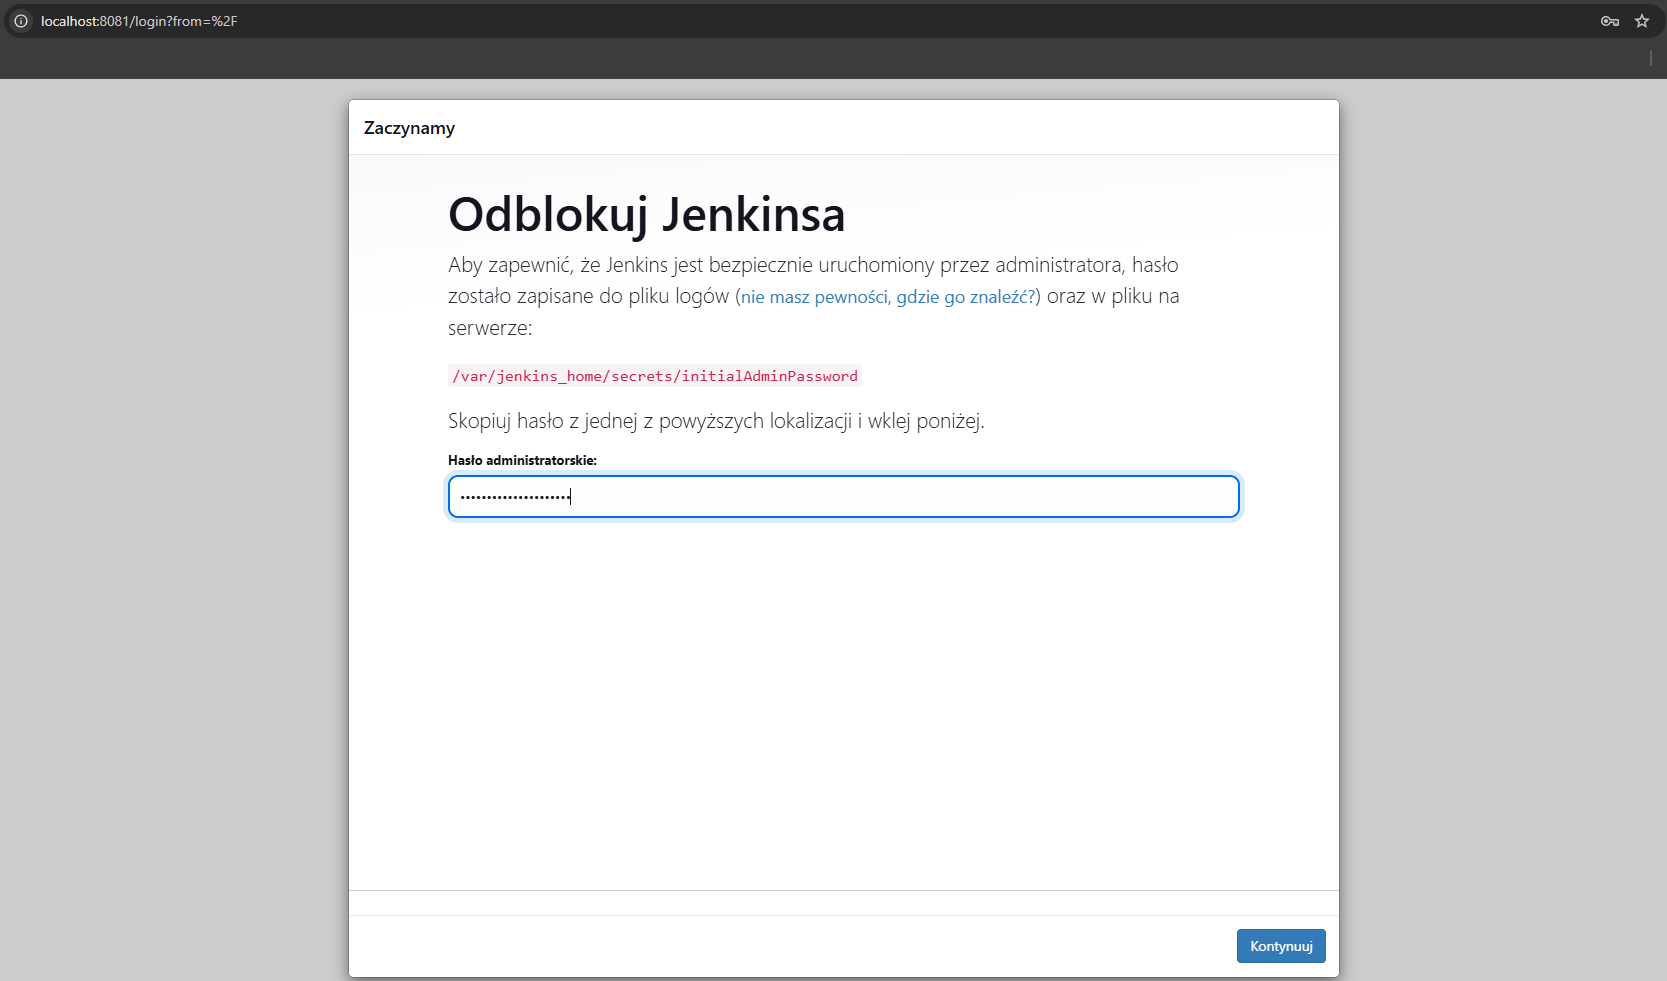 localhost:8081/login?from=%2F
Zaczynamy
Odblokuj Jenkinsa
Aby zapewnić, że Jenkins jest bezpiecznie uruchomiony przez administratora, hasło
zostało zapisane do pliku logów (nie masz pewności, gdzie go znaleźć?) oraz w pliku na
serwerze:
/var/jenkins_home/secrets/initialAdminPassword
Skopiuj hasło z jednej z powyższych lokalizacji i wklej poniżej.
Hasło administratorskie:
•••••••••••••••••••••
Kontynuuj